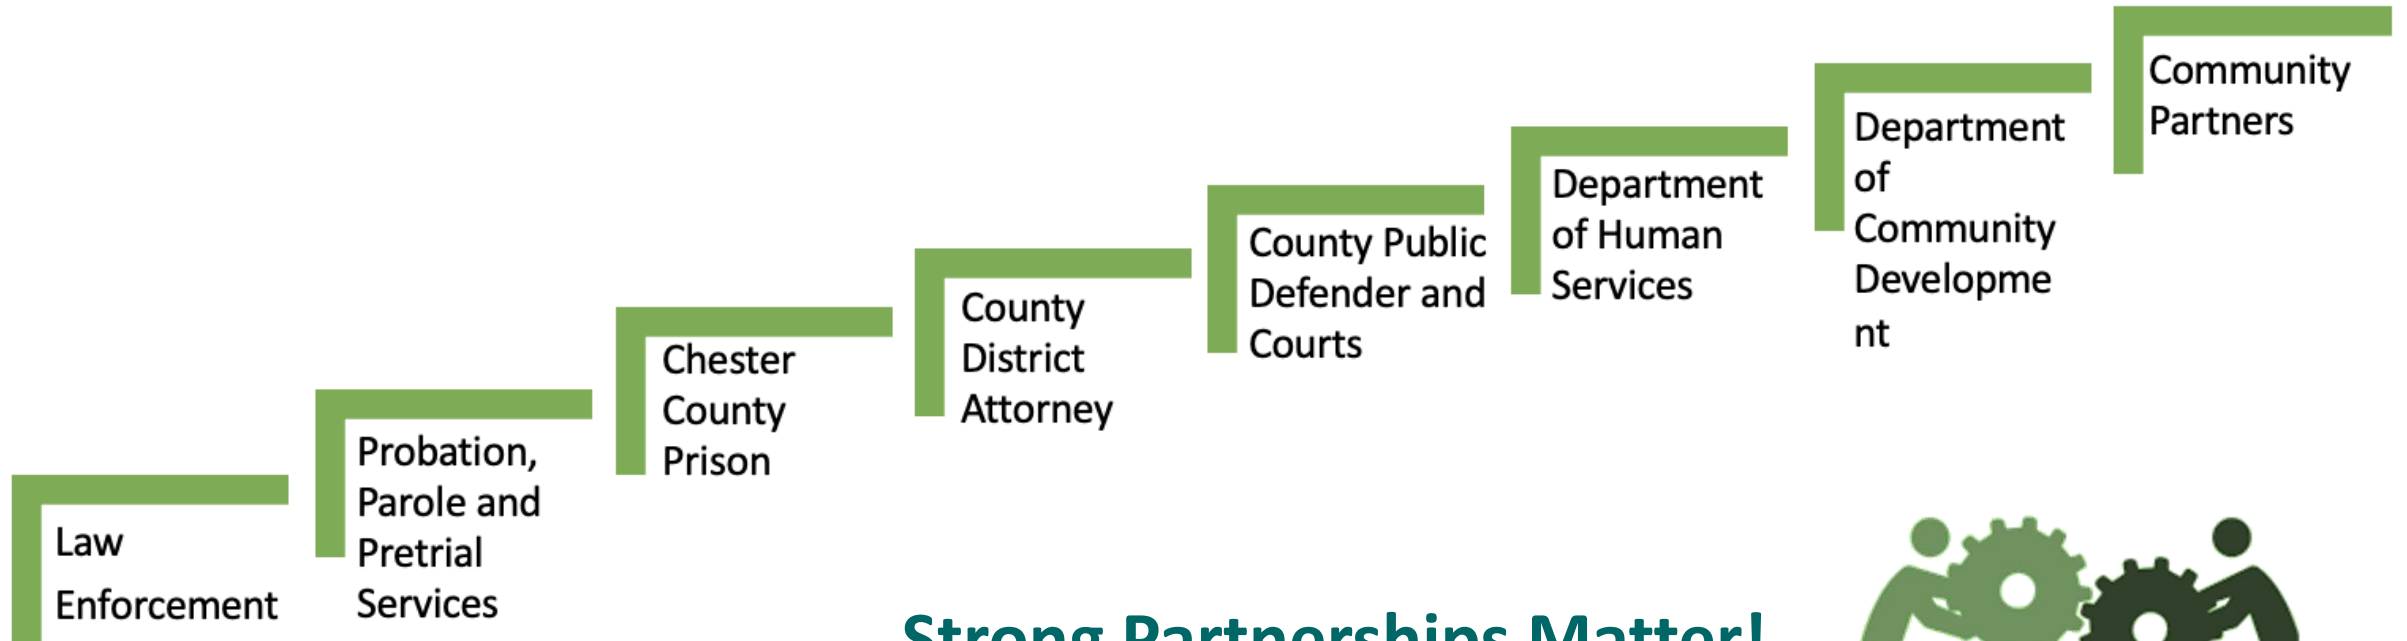 Law
Enforcement
Probation,
Parole and
Pretrial
Services
Chester
County
Prison
County
District
Attorney
County Public
Defender and
Courts
Department
of Human
Services
Department
of
Community
Developme
nt
Community
Partners
Strong Partnerships Matter!